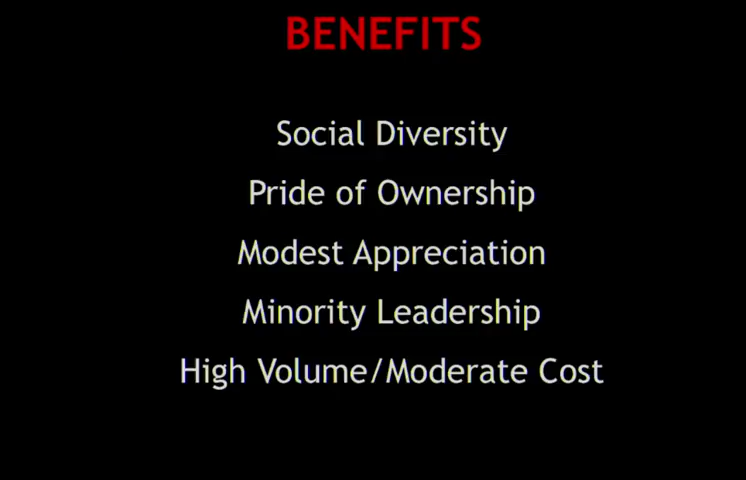 BENEFITS
Social Diversity
Pride of Ownership
Modest Appreciation
Minority Leadership
High Volume/Moderate Cost